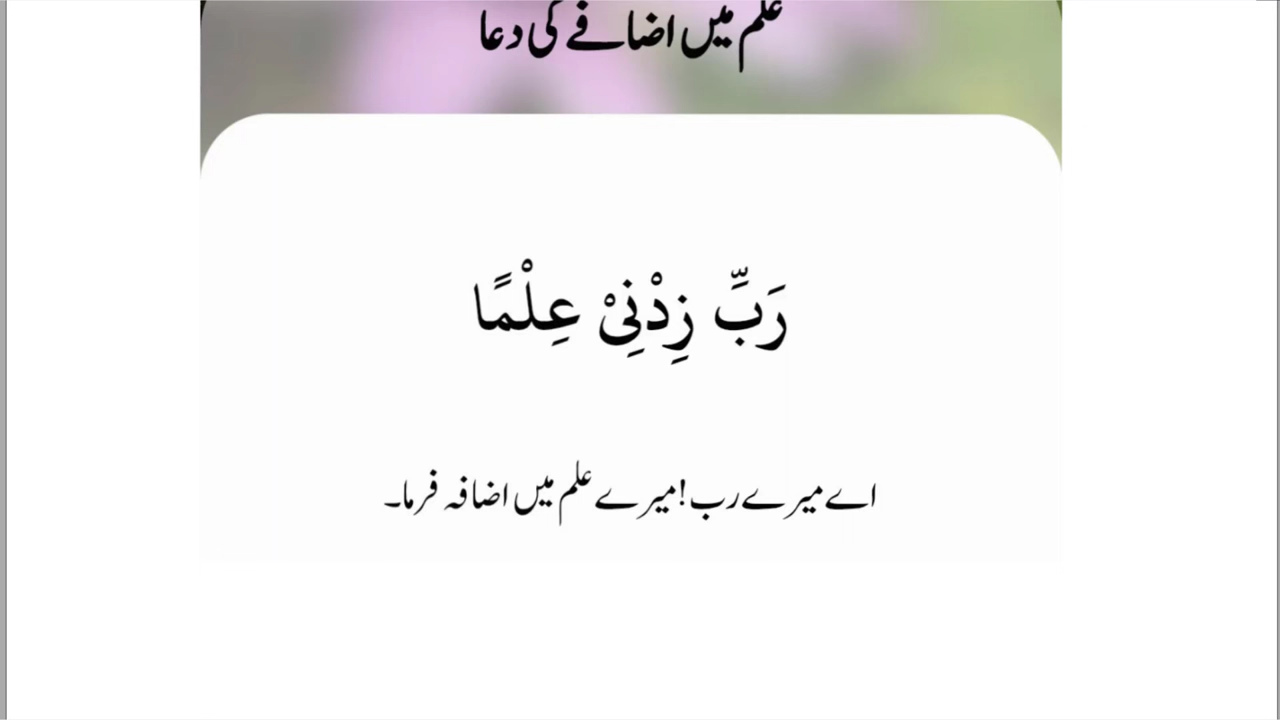 علم میں اضافے کی دعا
رَبِّ زِدْنِیْ عِلْمًا
اے میرے رب! میرے علم میں اضافہ فرما۔